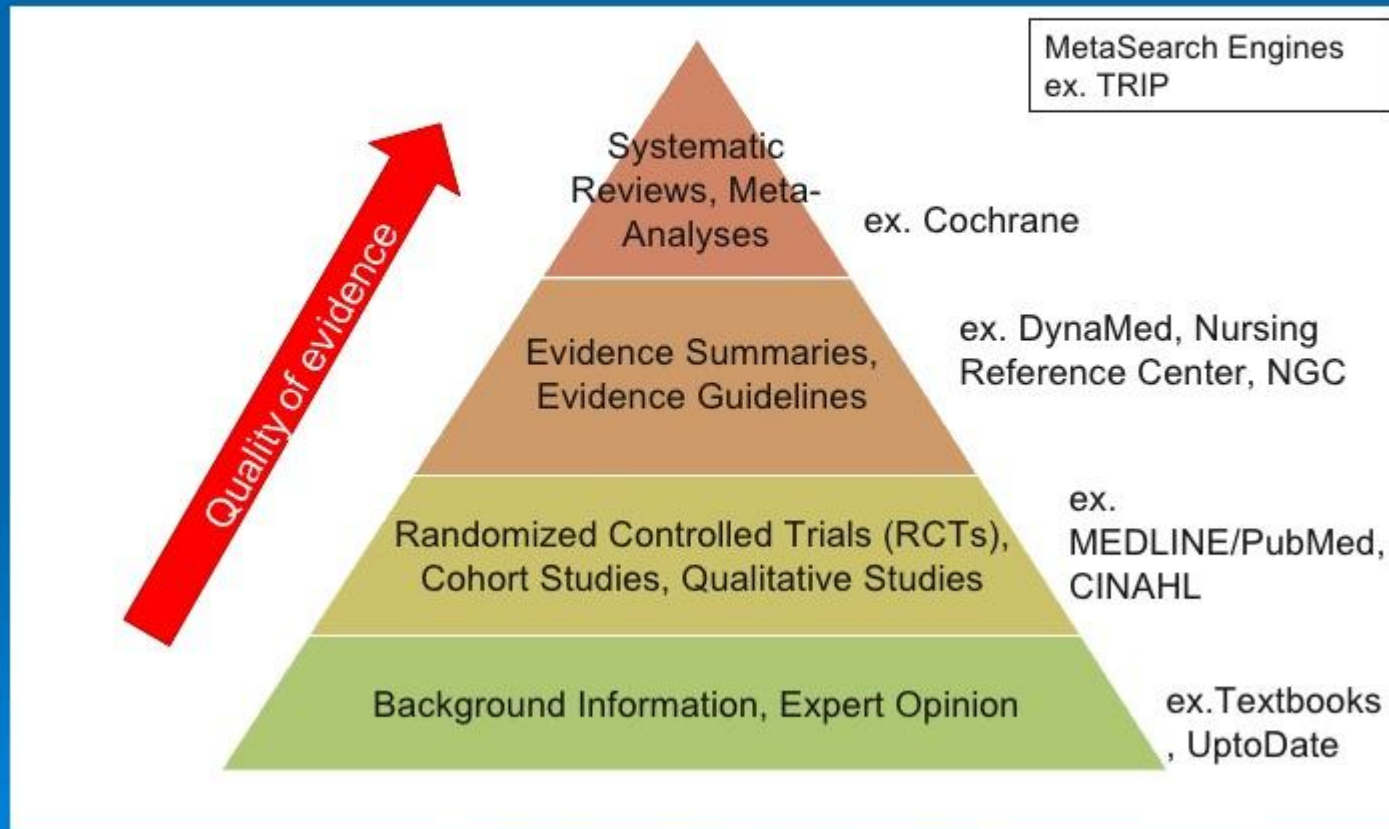 MetaSearch Engines
ex. TRIP
Systematic
Reviews, Meta-
Analyses
ex. Cochrane
Quality of evidence
Evidence Summaries,
Evidence Guidelines
ex. DynaMed, Nursing
Reference Center, NGC
Randomized Controlled Trials (RCTs),
Cohort Studies, Qualitative Studies
ex.
MEDLINE/PubMed,
CINAHL
Background Information, Expert Opinion
ex.Textbooks
, UptoDate